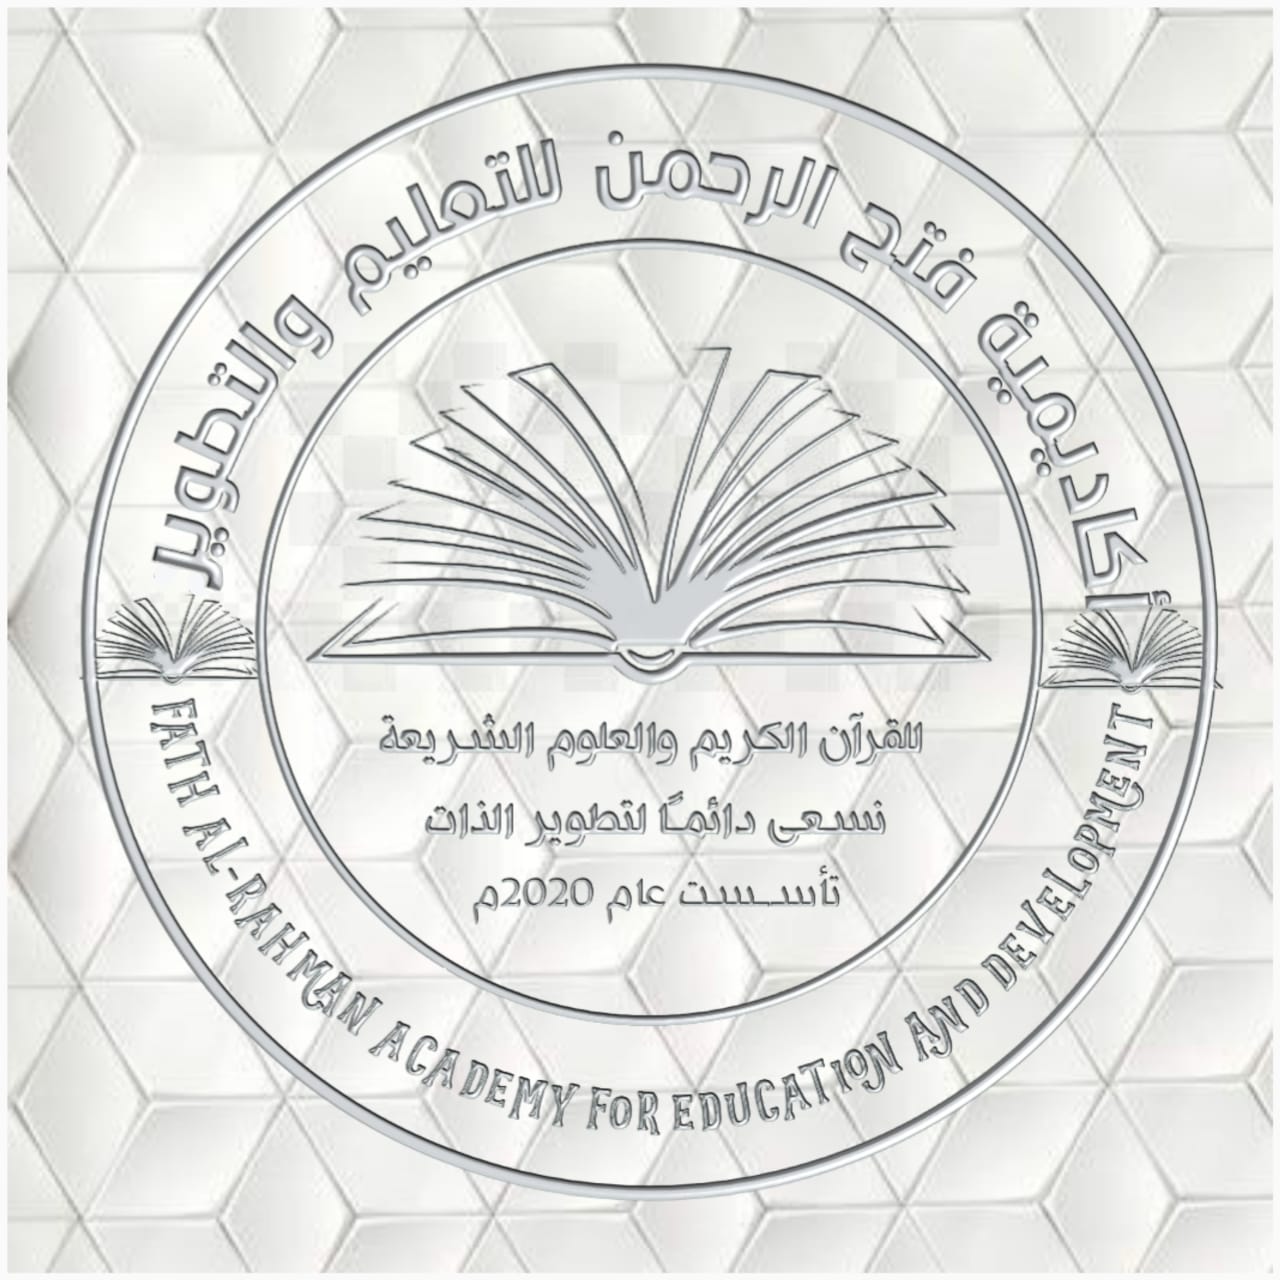 أكاديمية فتح الرحمن للتعليم والتطوير
للقرآن الكريم والعلوم الشريعة
نسعى دائمًا لتطوير الذات
تأسست عام 2020م
FATH AL-RAHMAN ACADEMY FOR EDUCATION AND DEVELOPMENT